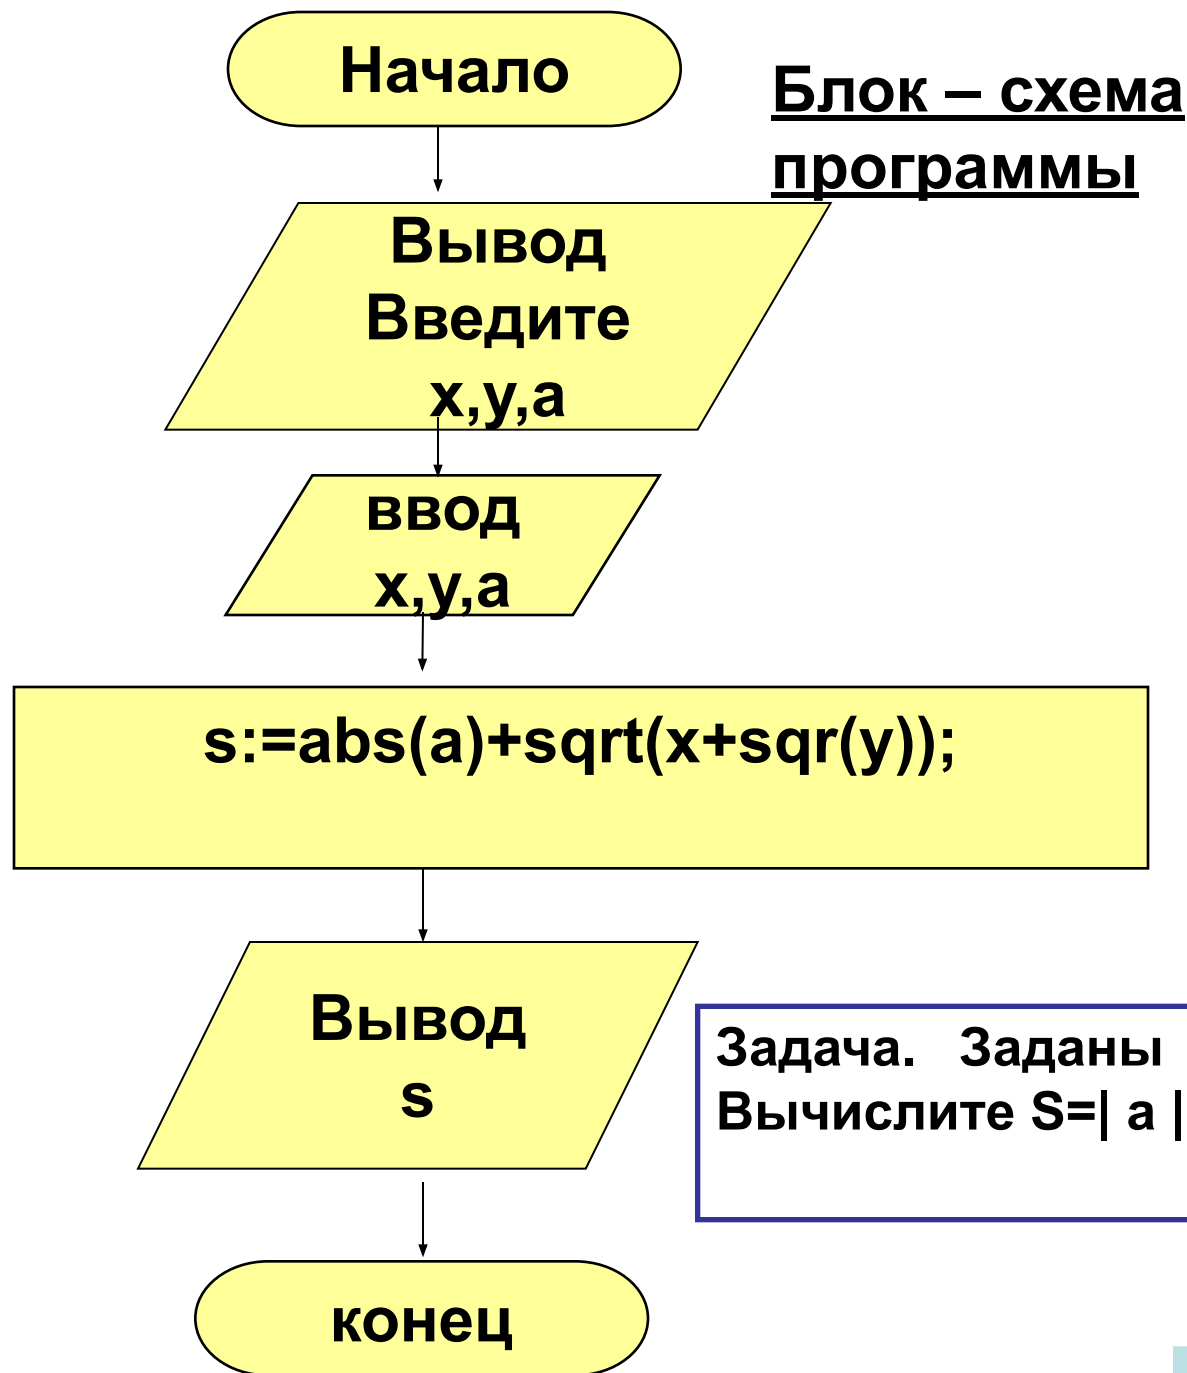 Начало
Блок – схема
программы
Вывод
Введите
x,y,a
ввод
x,y,a
s:=abs(a)+sqrt(x+sqr(y));
Вывод
s
Задача. Заданы
Вычислите S=| a |
конец